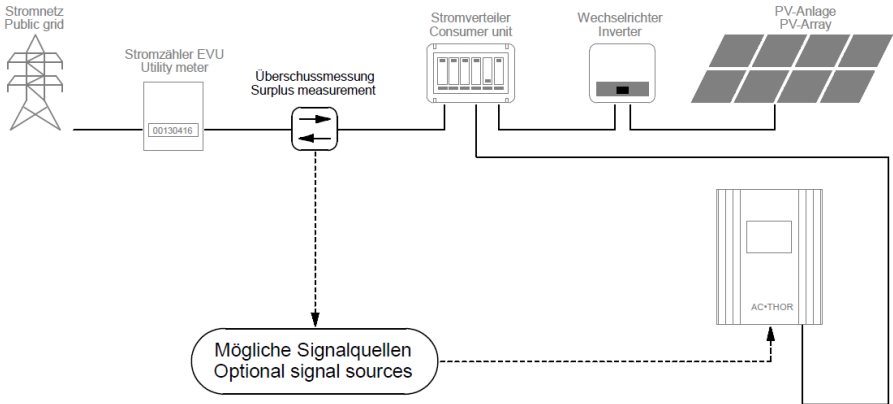 Stromnetz
Public grid
Stromzähler EVU
Utility meter
Überschussmessung
Surplus measurement
Stromverteiler
Consumer unit
Wechselrichter
Inverter
PV-Anlage
PV-Array
00130416
AC•THOR
Mögliche Signalquellen
Optional signal sources